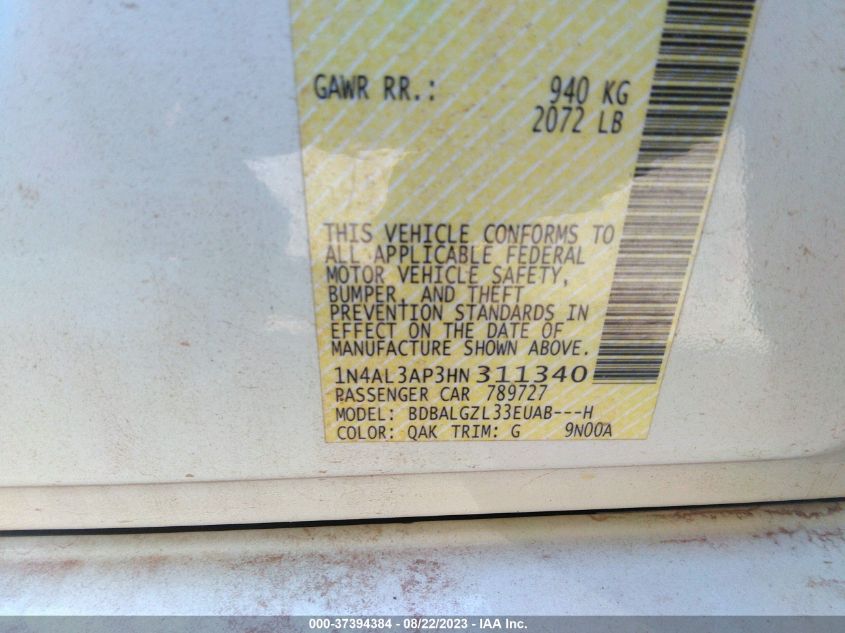 GAWR RR.: 940 KG
2072 LB
THIS VEHICLE CONFORMS TO
ALL APPLICABLE FEDERAL
MOTOR VEHICLE SAFETY,
BUMPER, AND THEFT
PREVENTION STANDARDS IN
EFFECT ON THE DATE OF
MANUFACTURE SHOWN ABOVE.
1N4AL3AP3HN311340
PASSENGER CAR 789727
MODEL: BDBALGZL33EUAB---H
COLOR: QAK TRIM: G 9N00A
000-37394384 - 08/22/2023 - IAA Inc.